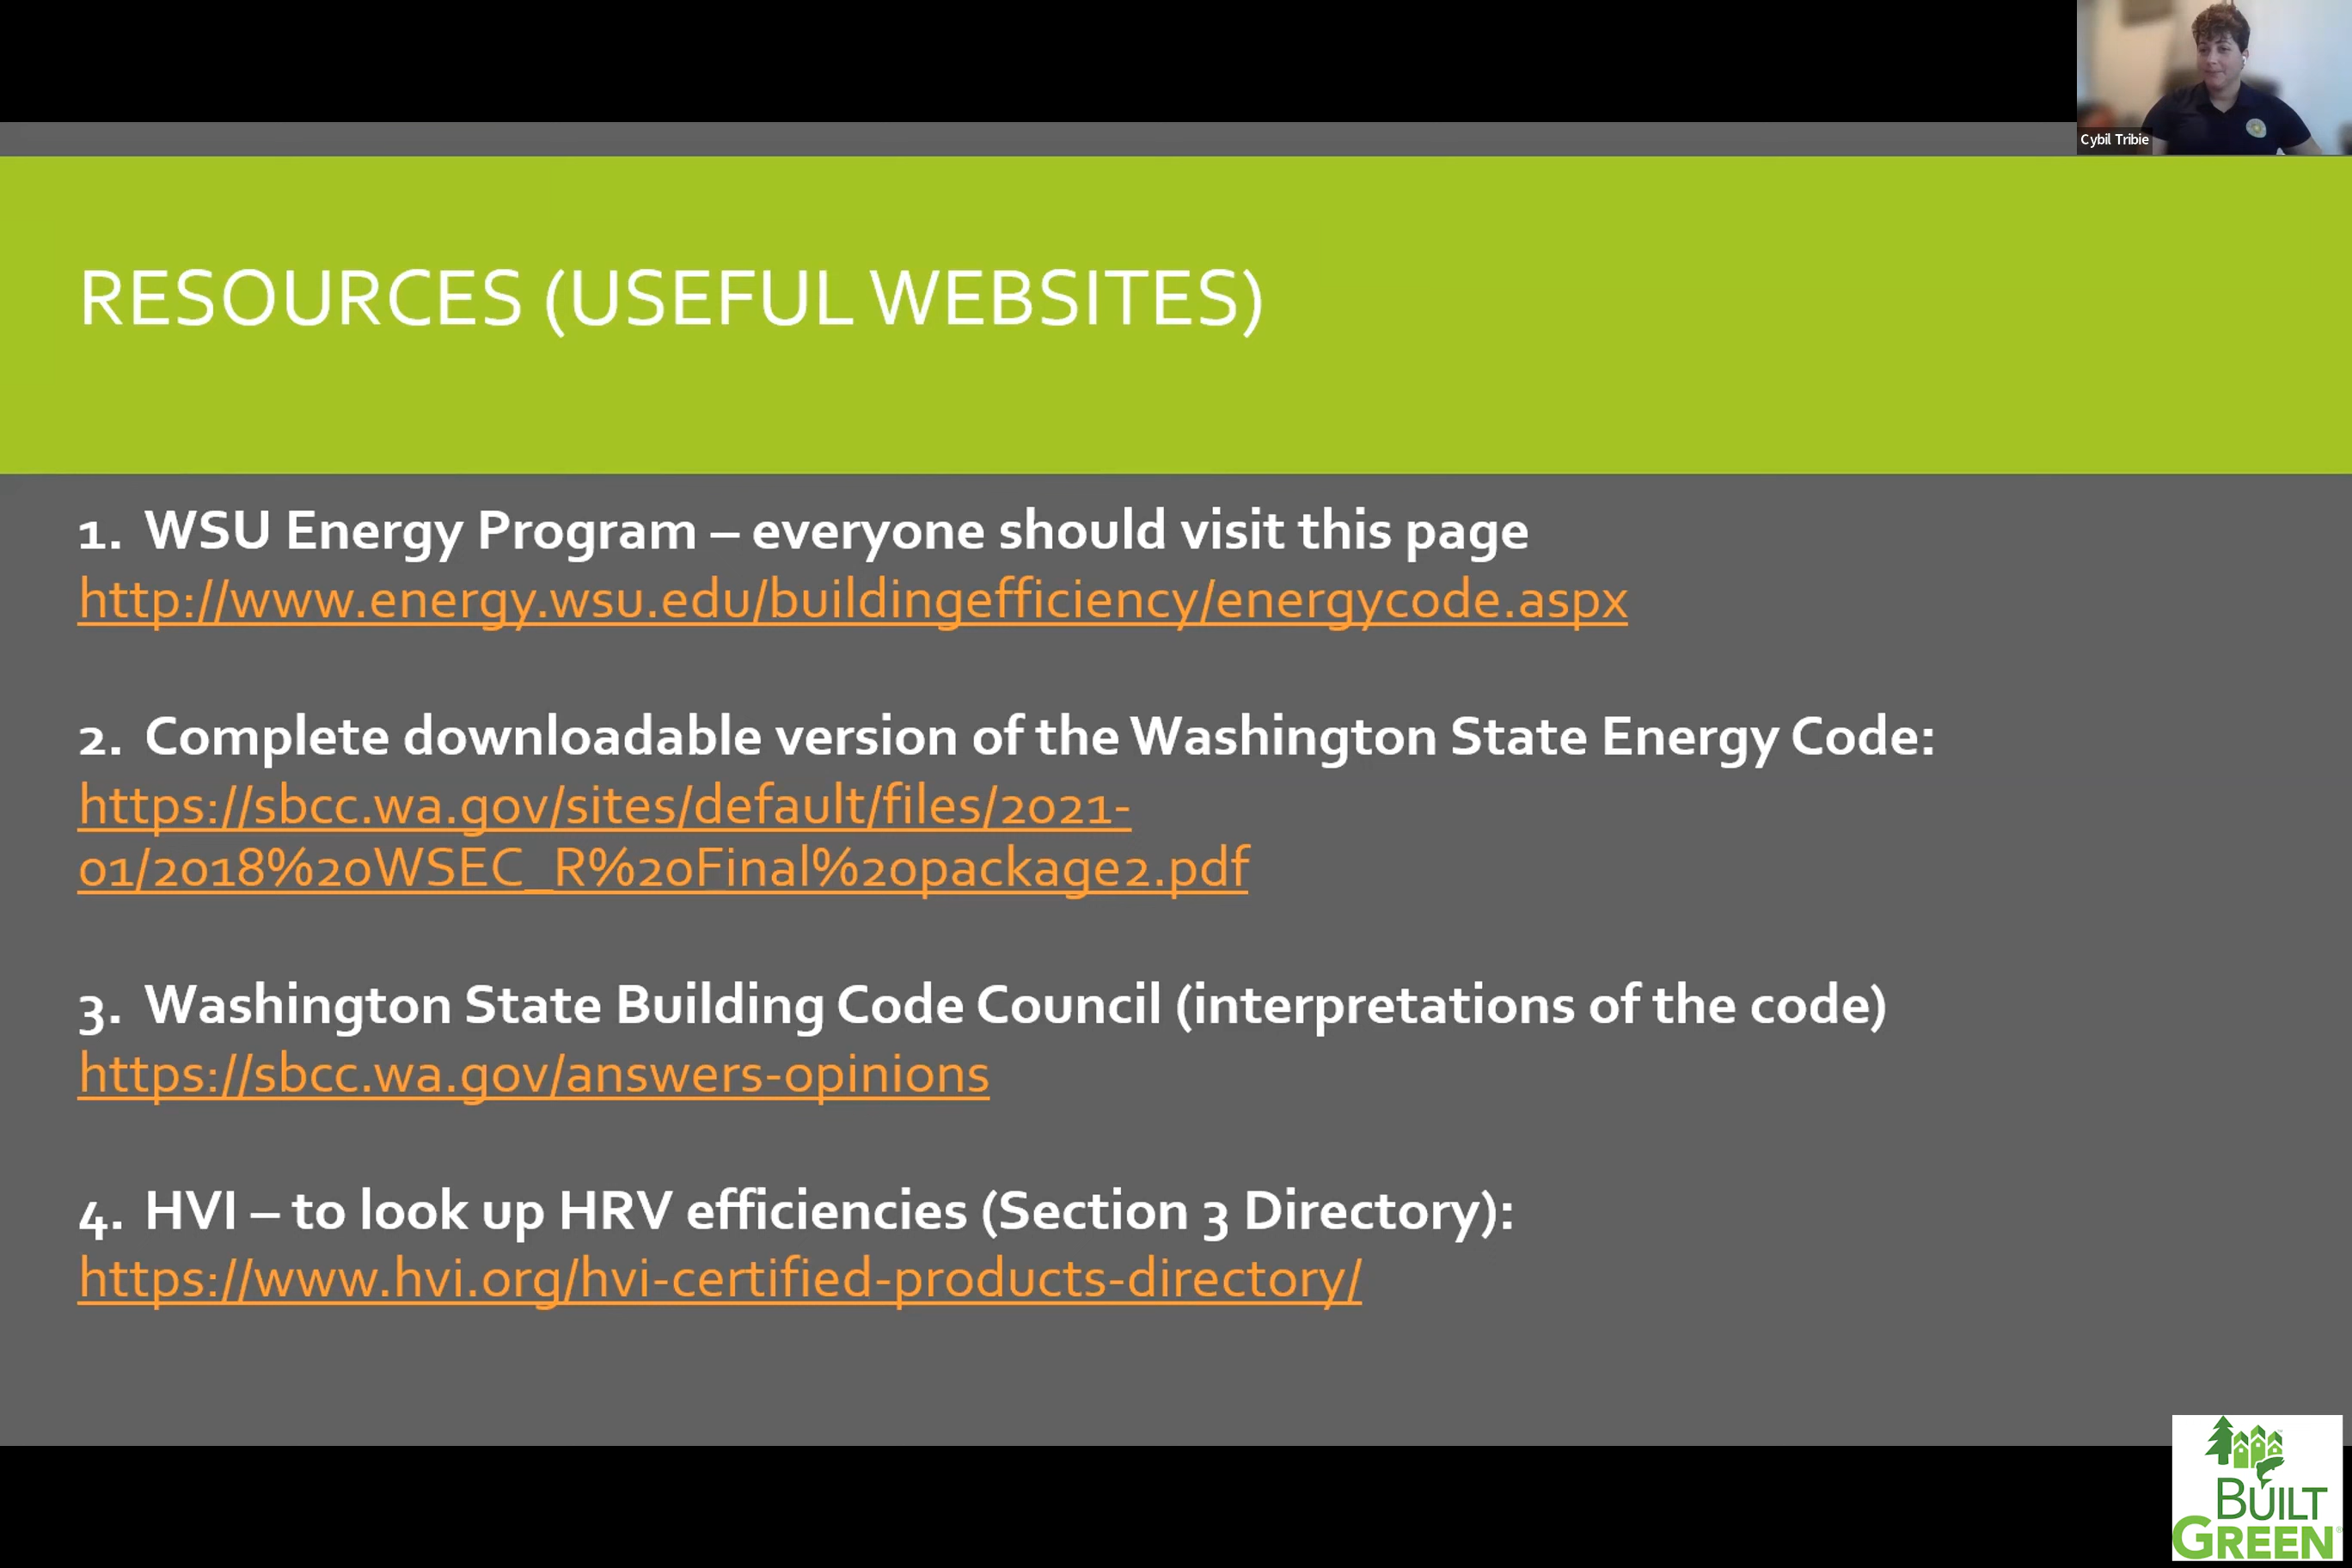 Cybil Tribie
RESOURCES (USEFUL WEBSITES)
1. WSU Energy Program – everyone should visit this page
http://www.energy.wsu.edu/buildingefficiency/energycode.aspx
2. Complete downloadable version of the Washington State Energy Code:
https://sbcc.wa.gov/sites/default/files/2021-
01/2018%20WSEC_R%20Final%20package2.pdf
3. Washington State Building Code Council (interpretations of the code)
https://sbcc.wa.gov/answers-opinions
4. HVI – to look up HRV efficiencies (Section 3 Directory):
https://www.hvi.org/hvi-certified-products-directory/
BUILT
GREEN®